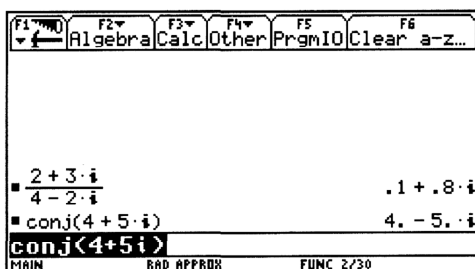 F1 F2 F3 F4 F5 F6
Algebra Calc Other PrgmIO Clear a-z…
2+3·i
4-2·i
.1+.8·i
conj(4+5·i) 4.-5.·i
conj(4+5i)
MAIN RAD APPROX FUNC 2/30